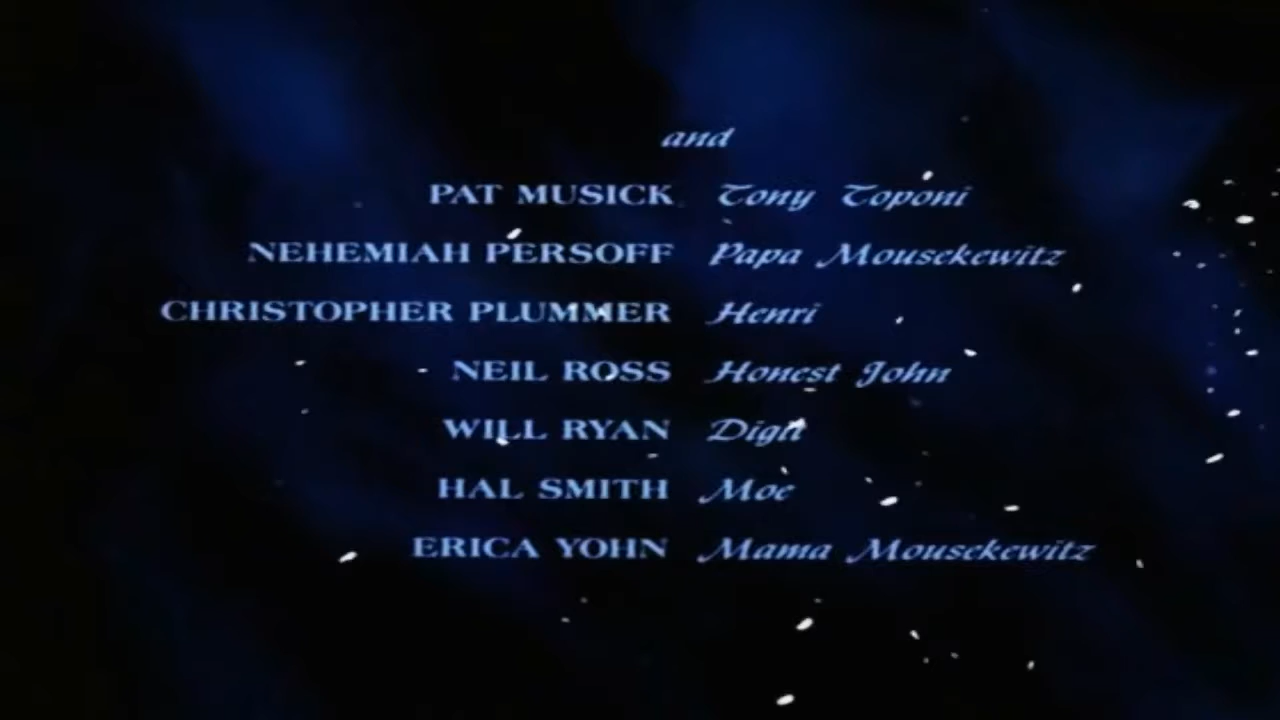 and
PAT MUSICK Tony Toponi
NEHEMIAH PERSOFF Papa Mousekewitz
CHRISTOPHER PLUMMER Henri
NEIL ROSS Honest John
WILL RYAN Digit
HAL SMITH Moe
ERICA YOHN Mama Mousekewitz